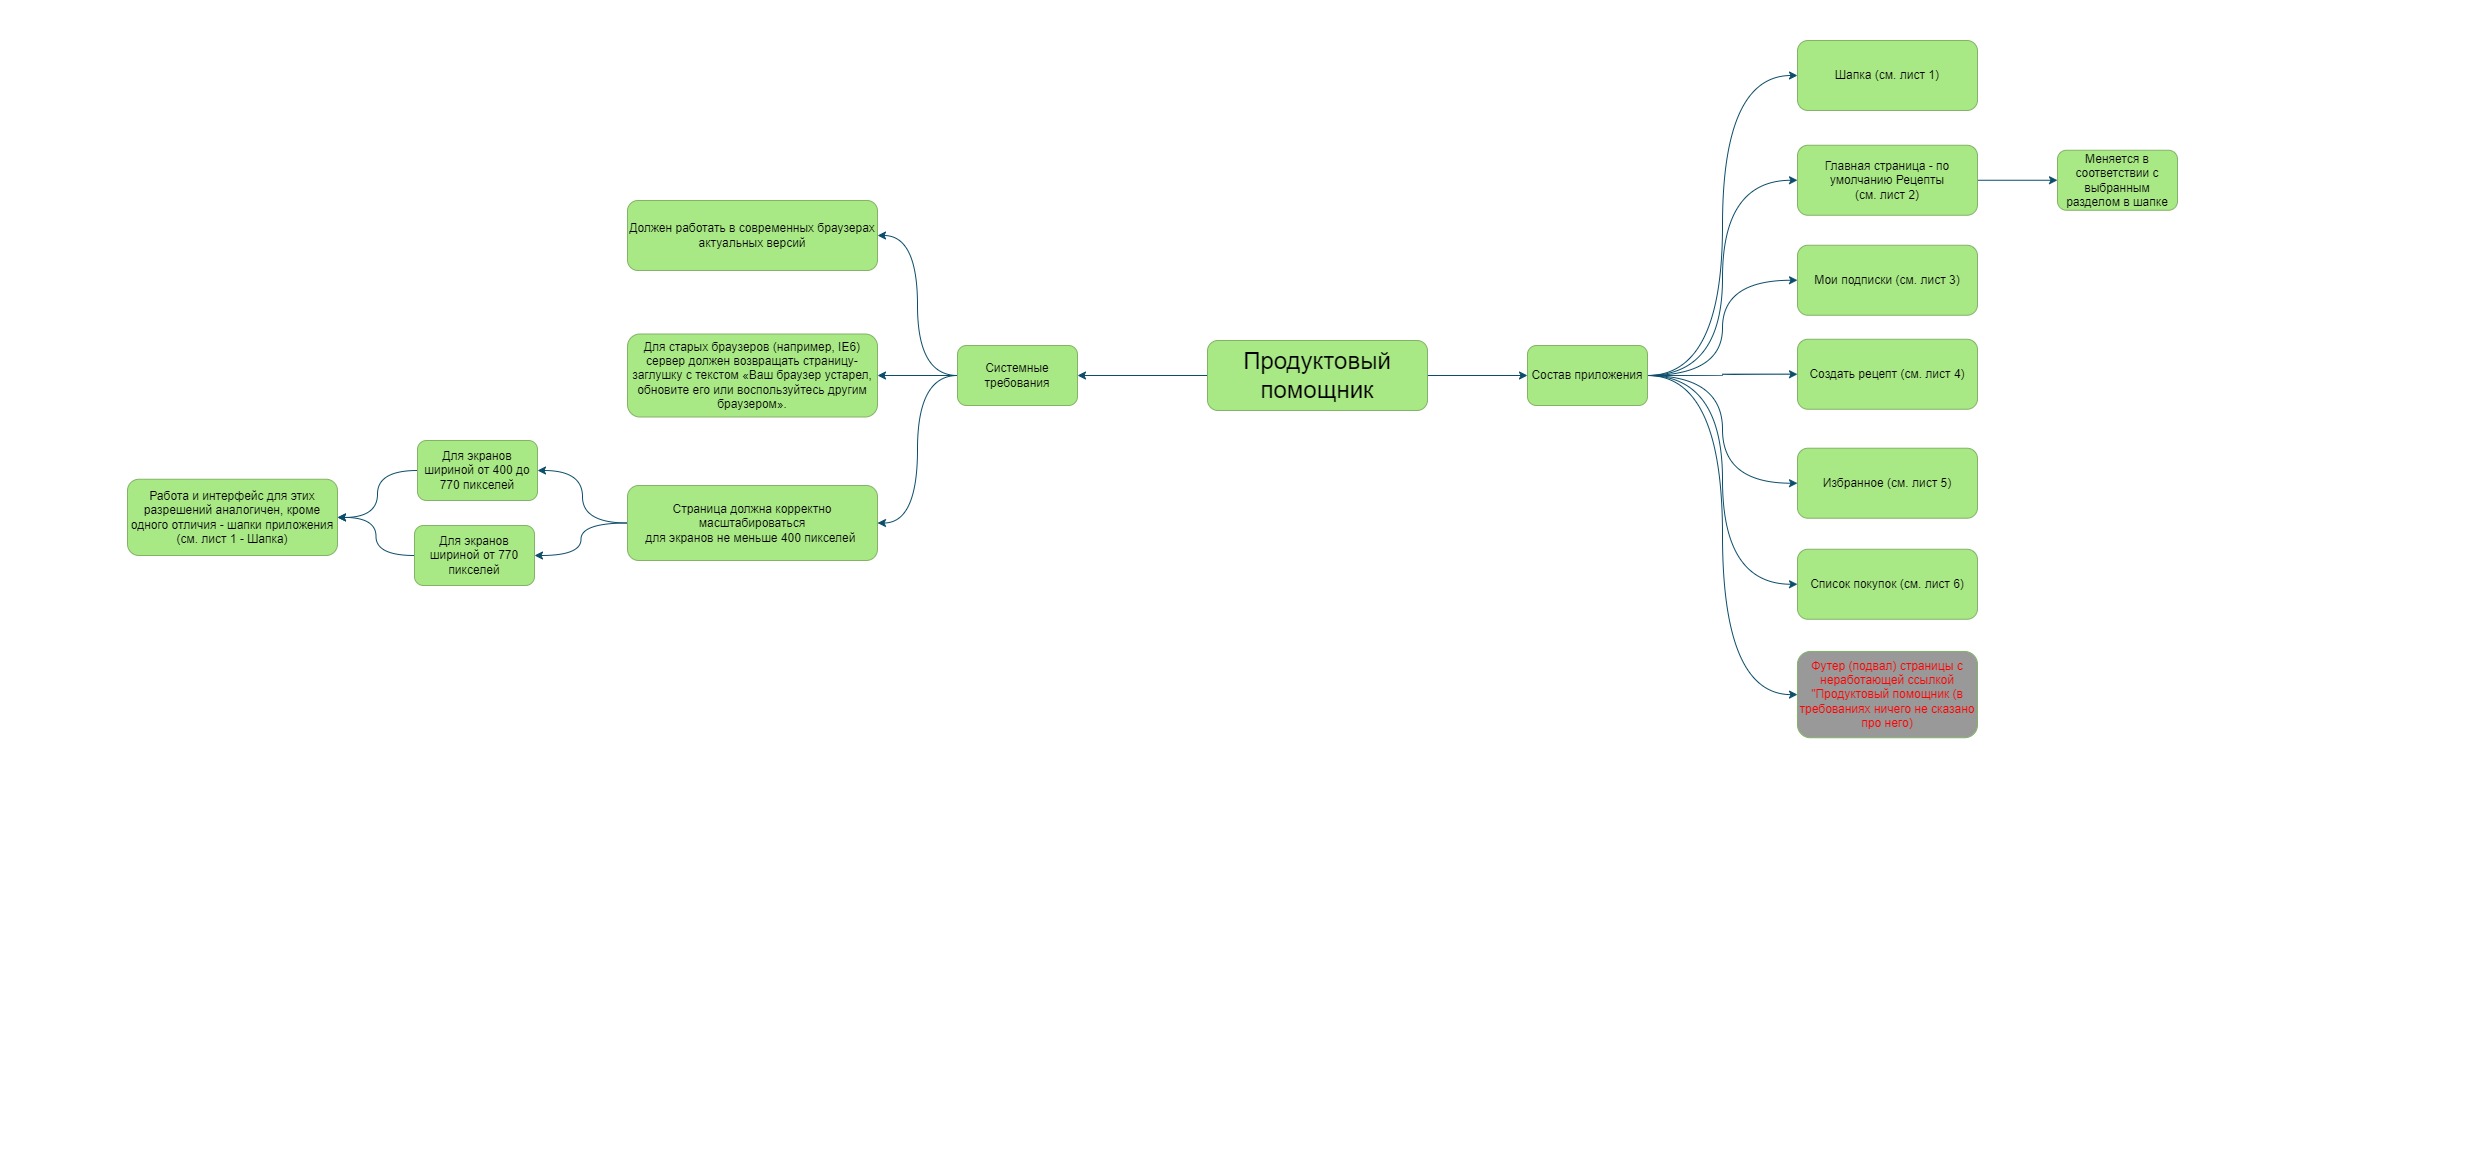 Продуктовый
помощник
Системные
требования
Должен работать в современных браузерах
актуальных версий
Для старых браузеров (например, IE6)
сервер должен возвращать страницу-
заглушку с текстом «Ваш браузер устарел,
обновите его или воспользуйтесь другим
браузером».
Страница должна корректно
масштабироваться
для экранов не меньше 400 пикселей
Для экранов
шириной от 400 до
770 пикселей
Для экранов
шириной от 770
пикселей
Работа и интерфейс для этих
разрешений аналогичен, кроме
одного отличия - шапки приложения
(см. лист 1 - Шапка)
Состав приложения
Шапка (см. лист 1)
Главная страница - по
умолчанию Рецепты
(см. лист 2)
Меняется в
соответствии с
выбранным
разделом в шапке
Мои подписки (см. лист 3)
Создать рецепт (см. лист 4)
Избранное (см. лист 5)
Список покупок (см. лист 6)
Футер (подвал) страницы с
неработающей ссылкой
"Продуктовый помощник (в
требованиях ничего не сказано
про него)